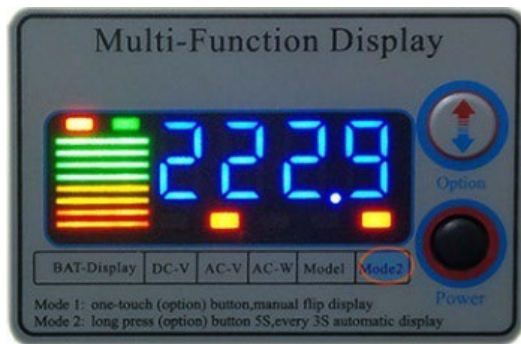 Multi-Function Display
222.9
Option
BAT-Display DC-V AC-V AC-W Model Mode2
Power
Mode 1: one-touch (option) button,manual flip display
Mode 2: long press (option) button 5S,every 3S automatic display